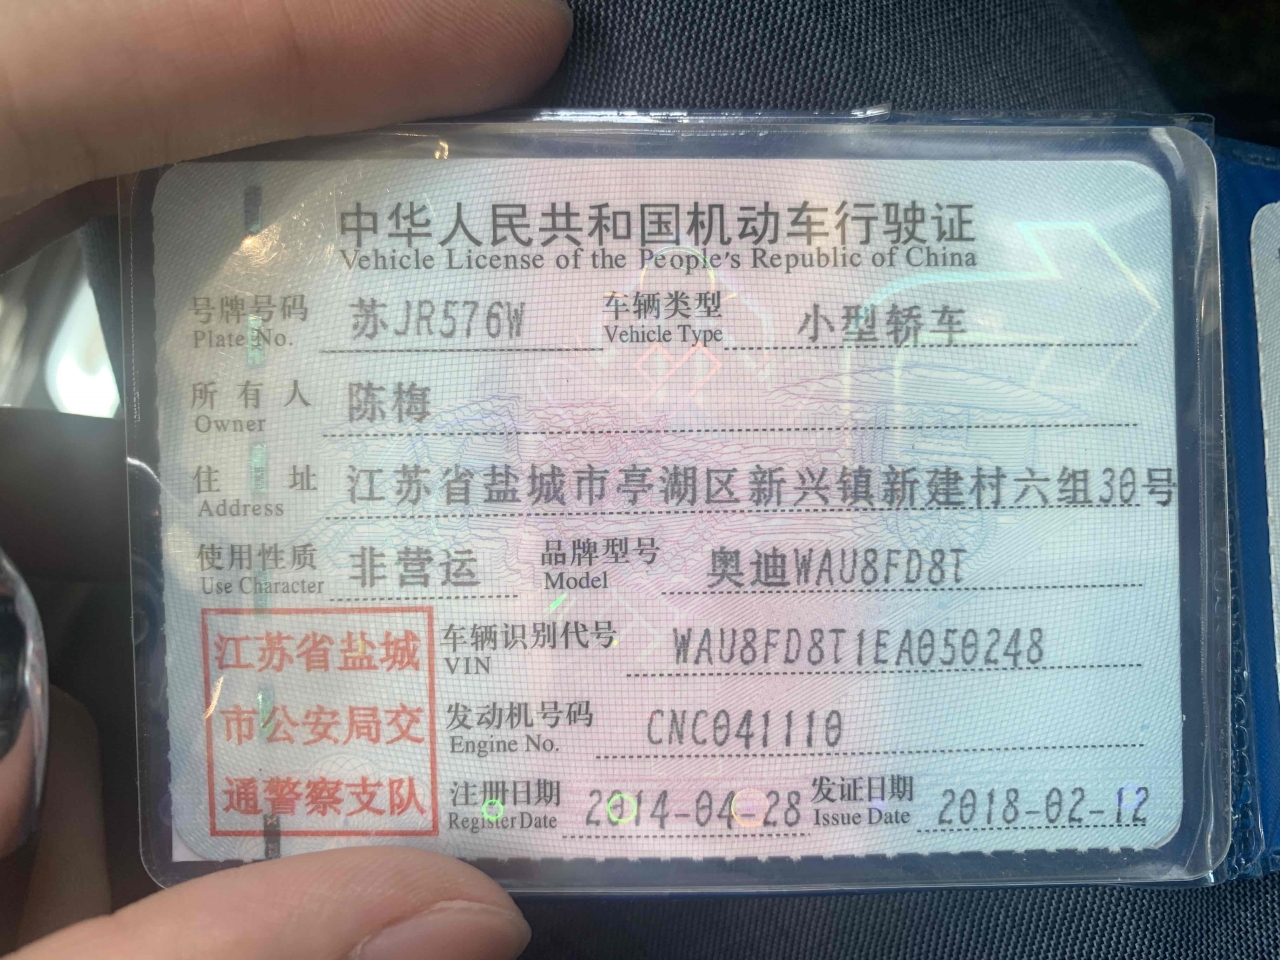 中华人民共和国机动车行驶证
Vehicle License of the People's Republic of China
号牌号码 苏JR576W 车辆类型 小型轿车
Plate No. Vehicle Type
所有人 陈梅
Owner
住址 江苏省盐城市亭湖区新兴镇新建村六组30号
Address
使用性质 非营运 品牌型号 奥迪WAU8FD8T
Use Character Model
江苏省盐城 车辆识别代号 WAU8FD8T1EA050248
VIN
市公安局交 发动机号码 CNC041110
Engine No.
通警察支队 注册日期 2014-04-28 发证日期 2018-02-12
Register Date Issue Date